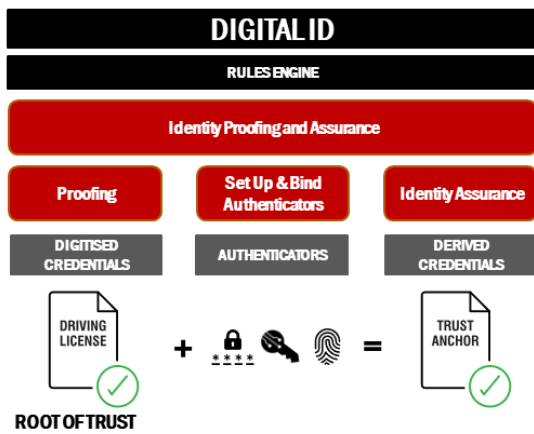 DIGITAL ID
RULES ENGINE
Identity Proofing and Assurance
Proofing
Set Up & Bind
Authenticators
Identity Assurance
DIGITISED
CREDENTIALS
AUTHENTICATORS
DERIVED
CREDENTIALS
DRIVING
LICENSE
+
****
=
TRUST
ANCHOR
ROOT OF TRUST